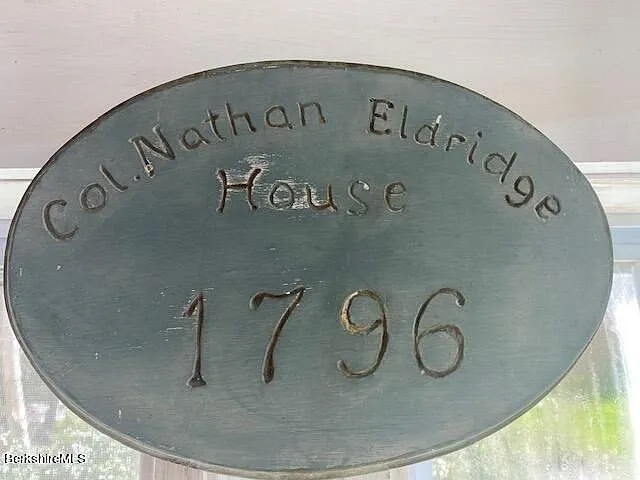 Col. Nathan Eldridge
House
1796
BerkshireMLS